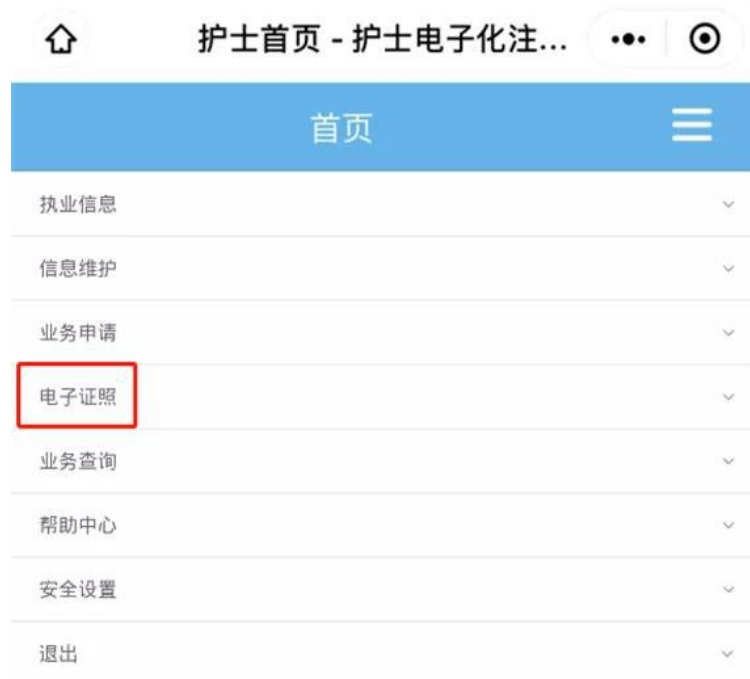 护士首页 - 护士电子化注...
首页
执业信息
信息维护
业务申请
电子证照
业务查询
帮助中心
安全设置
退出